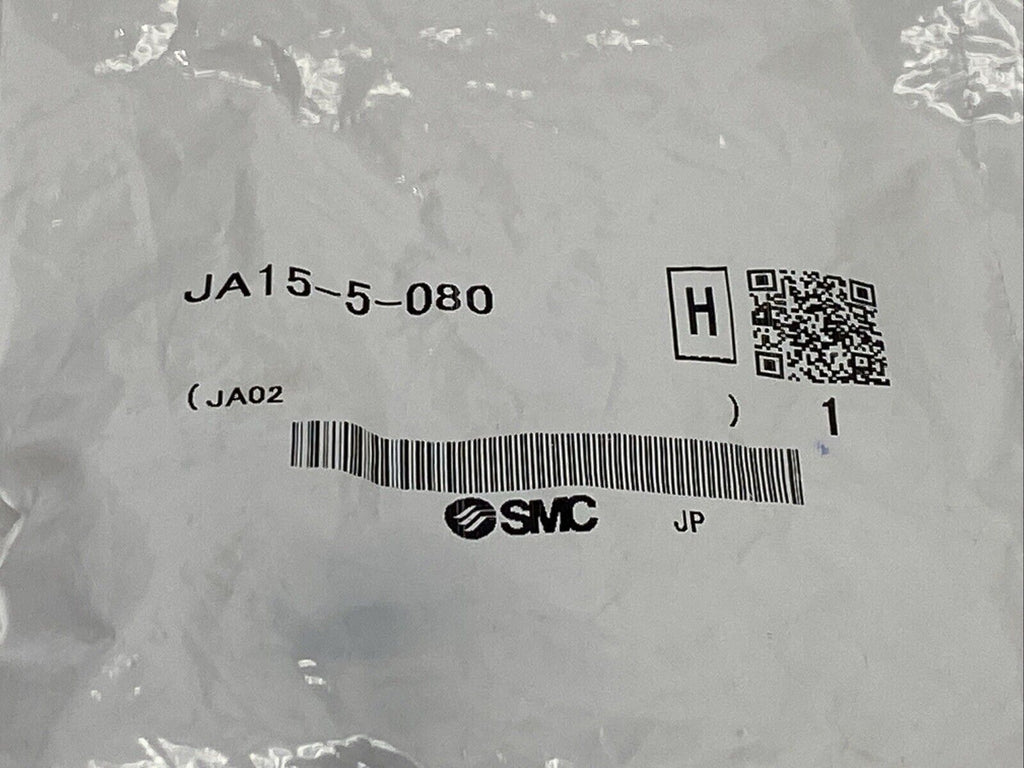 JA15-5-080
H
(JA02 )
1
SMC
JP